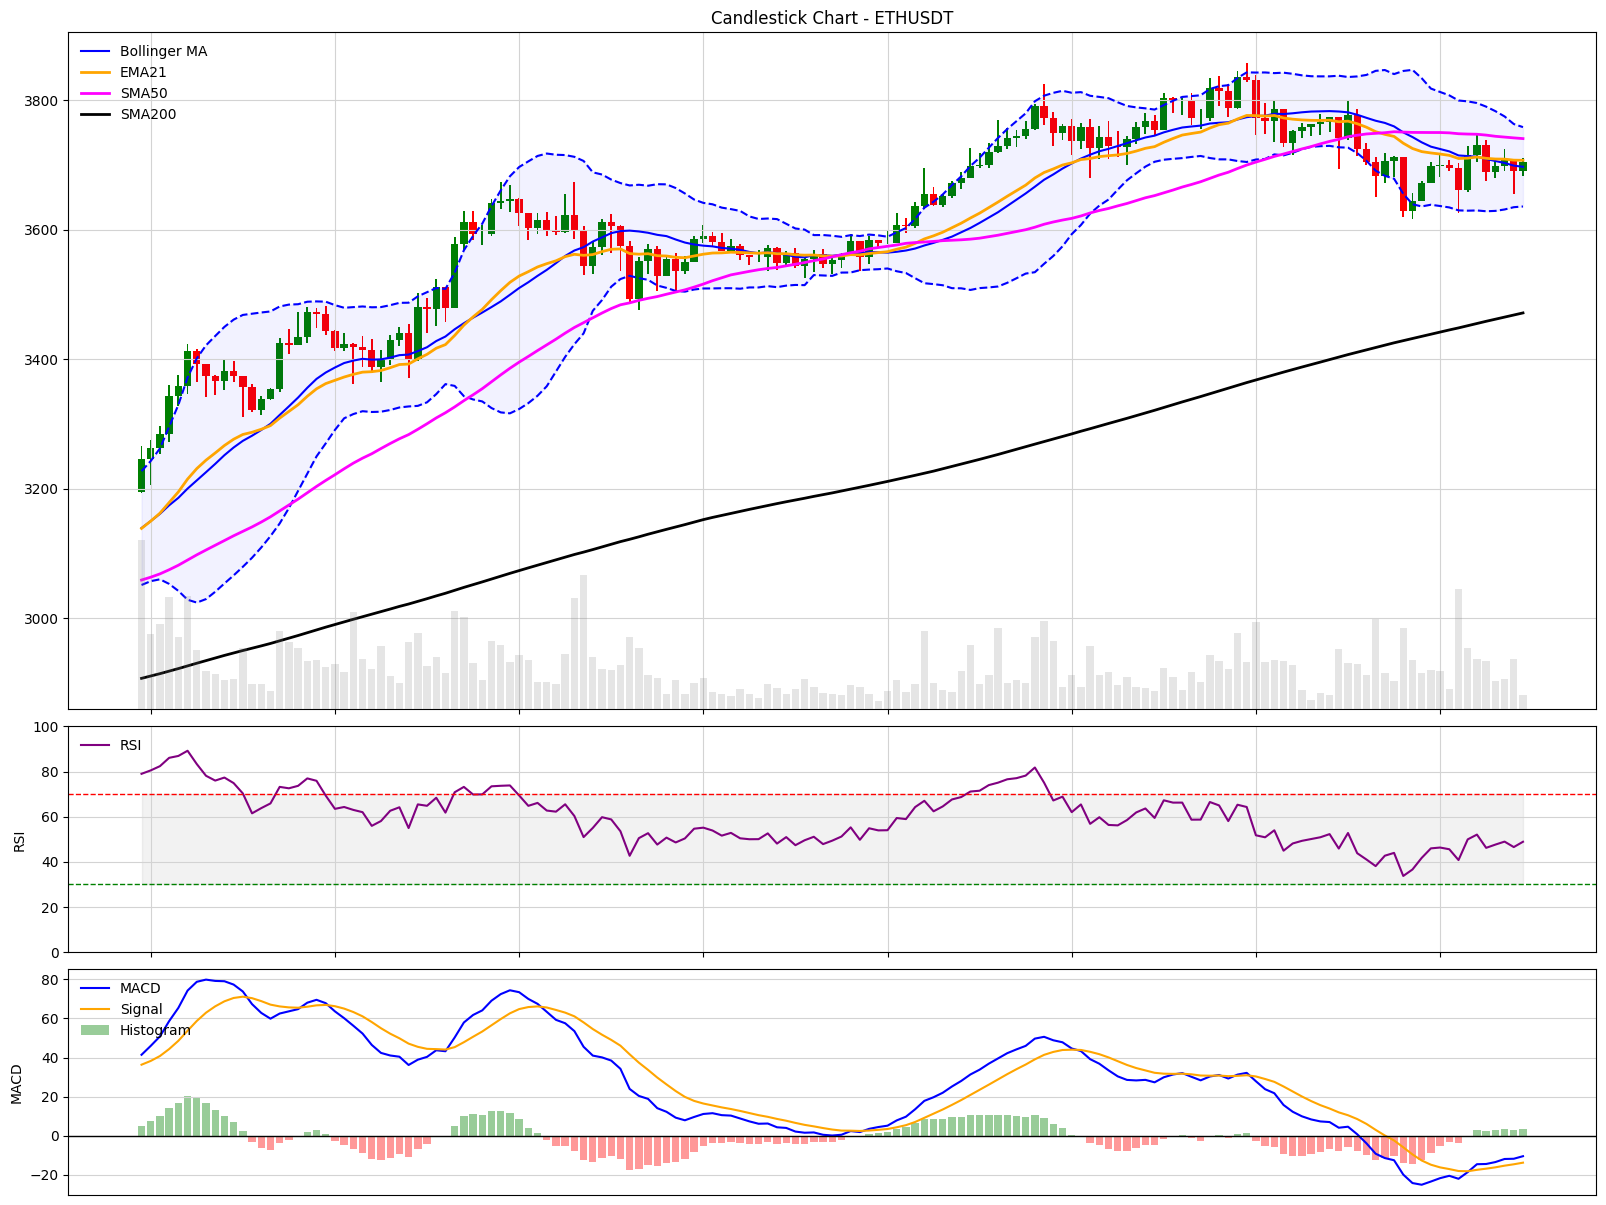 Candlestick Chart - ETHUSDT
Bollinger MA
EMA21
SMA50
SMA200
3800
3600
3400
3200
3000
100
80
60
40
20
0
RSI
RSI
80
60
40
20
0
−20
MACD
MACD
Signal
Histogram